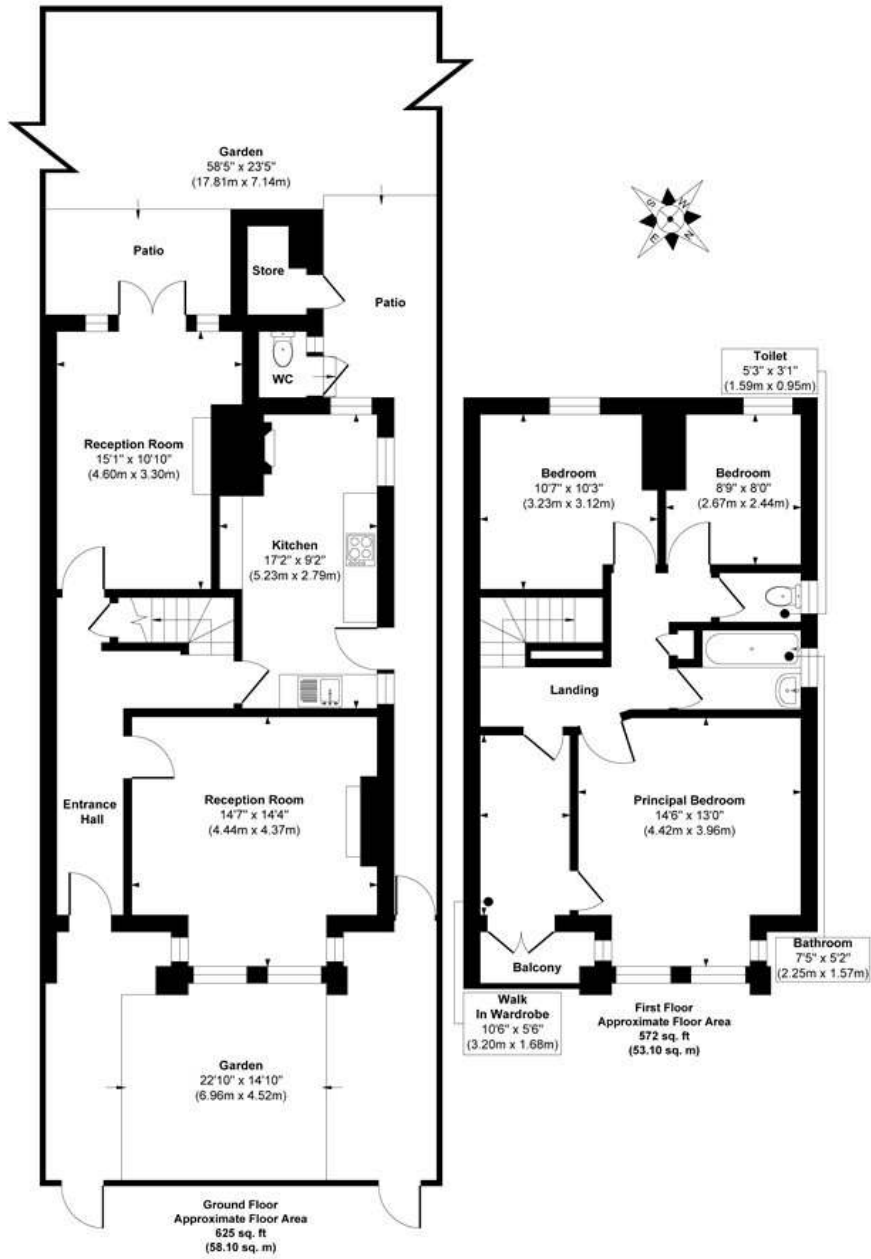 Garden
58'5" x 23'5"
(17.81m x 7.14m)
Patio
Store
Patio
WC
Reception Room
15'1" x 10'10"
(4.60m x 3.30m)
Kitchen
17'2" x 9'2"
(5.23m x 2.79m)
Entrance
Hall
Reception Room
14'7" x 14'4"
(4.44m x 4.37m)
Garden
22'10" x 14'10"
(6.96m x 4.52m)
Ground Floor
Approximate Floor Area
625 sq. ft
(58.10 sq. m)
S
W
E
N
Toilet
5'3" x 3'1"
(1.59m x 0.95m)
Bedroom
10'7" x 10'3"
(3.23m x 3.12m)
Bedroom
8'9" x 8'0"
(2.67m x 2.44m)
Landing
Principal Bedroom
14'6" x 13'0"
(4.42m x 3.96m)
Balcony
Bathroom
7'5" x 5'2"
(2.25m x 1.57m)
Walk
In Wardrobe
10'6" x 5'6"
(3.20m x 1.68m)
First Floor
Approximate Floor Area
572 sq. ft
(53.10 sq. m)